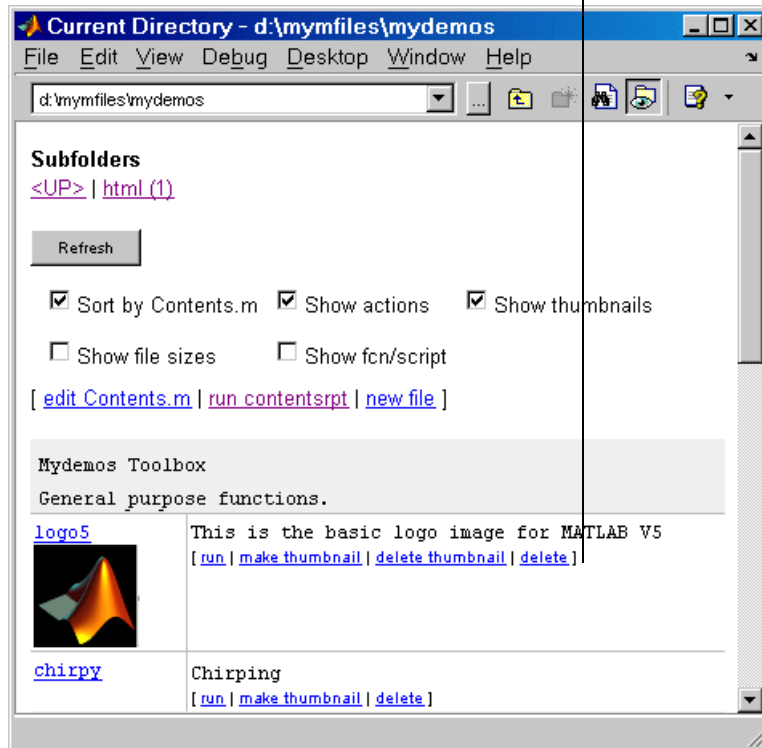 Current Directory - d:\mymfiles\mydemos
File Edit View Debug Desktop Window Help
d:\mymfiles\mydemos ...
Subfolders
<UP> | html (1)
Refresh
Sort by Contents.m Show actions Show thumbnails
Show file sizes Show fcn/script
[ edit Contents.m | run contentsrpt | new file ]
Mydemos Toolbox
General purpose functions.
logo5 This is the basic logo image for MATLAB V5
[ run | make thumbnail | delete thumbnail | delete ]
chirpy Chirping
[ run | make thumbnail | delete ]